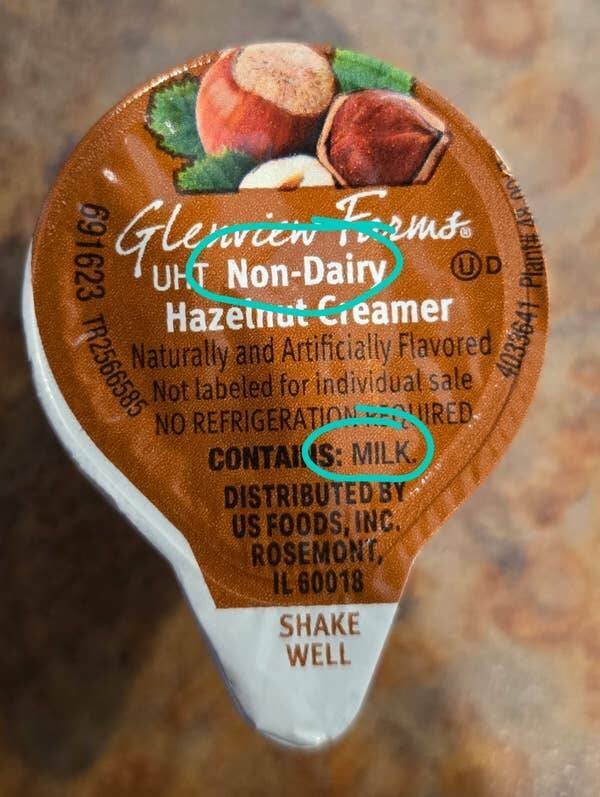 Glenview Farms®
UHT Non-Dairy
Hazelnut Creamer
Ⓤ D
Naturally and Artificially Flavored
Not labeled for individual sale
NO REFRIGERATION REQUIRED
CONTAINS: MILK.
DISTRIBUTED BY
US FOODS, INC.
ROSEMONT,
IL 60018
SHAKE
WELL
691623 TR2566585
4033641 Plant#